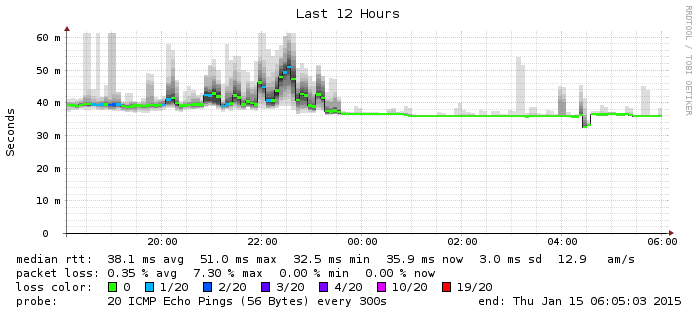 Last 12 Hours
RRDTOOL / TOBI OETIKER
Seconds
60 m
50 m
40 m
30 m
20 m
10 m
0
20:00 22:00 00:00 02:00 04:00 06:00
median rtt: 38.1 ms avg 51.0 ms max 32.5 ms min 35.9 ms now 3.0 ms sd 12.9 am/s
packet loss: 0.35 % avg 7.30 % max 0.00 % min 0.00 % now
loss color: 0 1/20 2/20 3/20 4/20 10/20 19/20
probe: 20 ICMP Echo Pings (56 Bytes) every 300s end: Thu Jan 15 06:05:03 2015